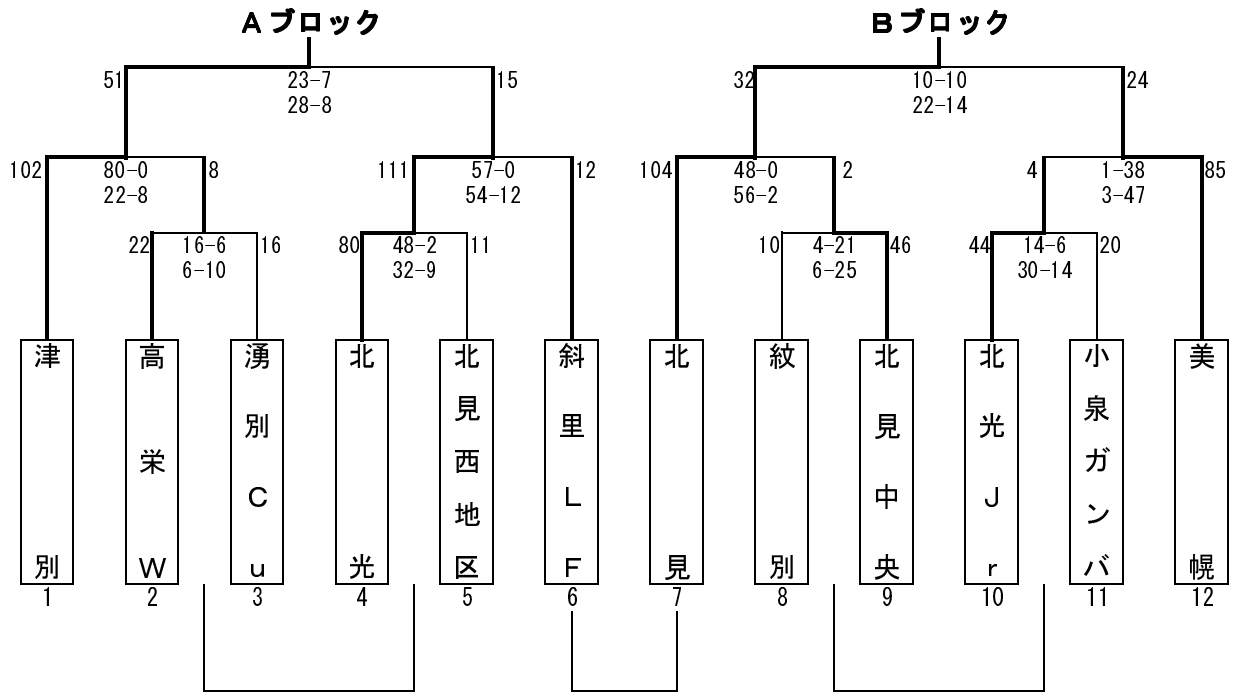 Aブロック Bブロック
51 23-7 15 32 10-10 24
28-8 22-14
102 80-0 8 111 57-0 12 104 48-0 2 4 1-38 85
22-8 54-12 56-2 3-47
22 16-6 16 80 48-2 11 10 4-21 46 44 14-6 20
6-10 32-9 6-25 30-14
津別
高栄W
湧別Cu
北光
北見西地区
斜里LF
北見
紋別
北見中央
北光Jr
小泉ガンバ
美幌
1 2 3 4 5 6 7 8 9 10 11 12